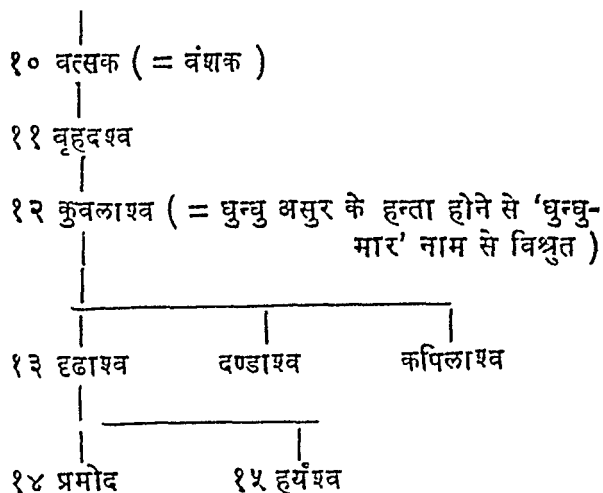 १० वत्सक ( = वंशक )
११ वृहदश्व
१२ कुवलाश्व ( = घुन्घु असुर के हन्ता होने से 'घुन्घु-
मार' नाम से विश्रुत )
१३ दृढाश्व दण्डाश्व कपिलाश्व
१४ प्रमोद १५ हर्यश्व